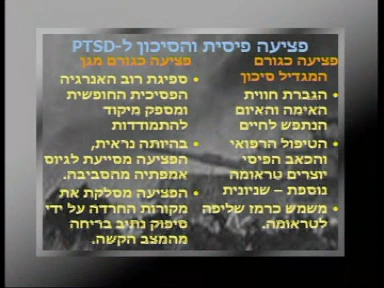 פציעה פיסית והסיכון ל-PTSD
פציעה כגורם
המגדיל סיכון
• הגברת חווית
האימה והאיום
הנתפש לחיים
• הטיפול הרפואי
והכאב הפיסי
יוצרים טראומה
נוספת – שניונית
• משמש כרמז שליפה
לטראומה.
פציעה כגורם מגן
• ספיגת רוב האנרגיה
הפסיכית החופשית
ומספק מיקוד
להתמודדות
• בהיותה נראית,
הפציעה מסייעת לגיוס
אמפתיה מהסביבה.
• הפציעה מסלקת את
מקורות החרדה על ידי
סיפוק נתיב בריחה
מהמצב הקשה.